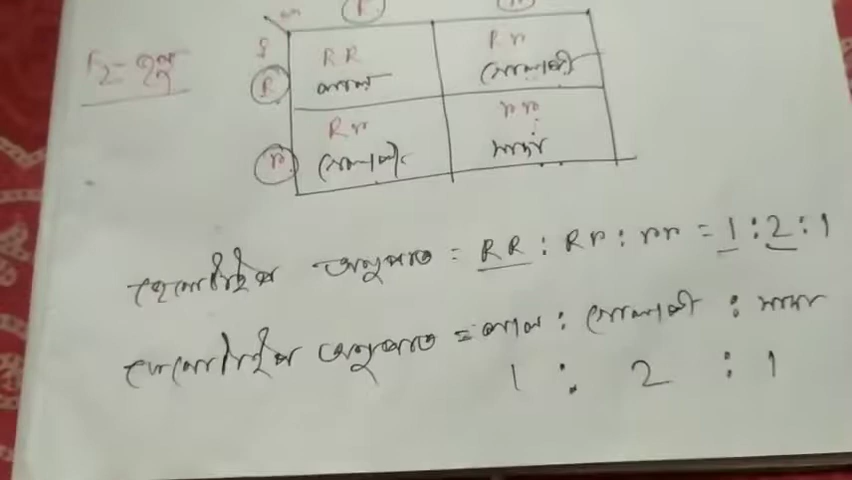 F2 = জনু
R
♀ RR Rr
R লাল গোলাপী
Rr rr
r গোলাপী সাদা
জেনোটাইপ অনুপাত = RR : Rr : rr = 1 : 2 : 1
ফেনোটাইপ অনুপাত = লাল : গোলাপী : সাদা
1 : 2 : 1